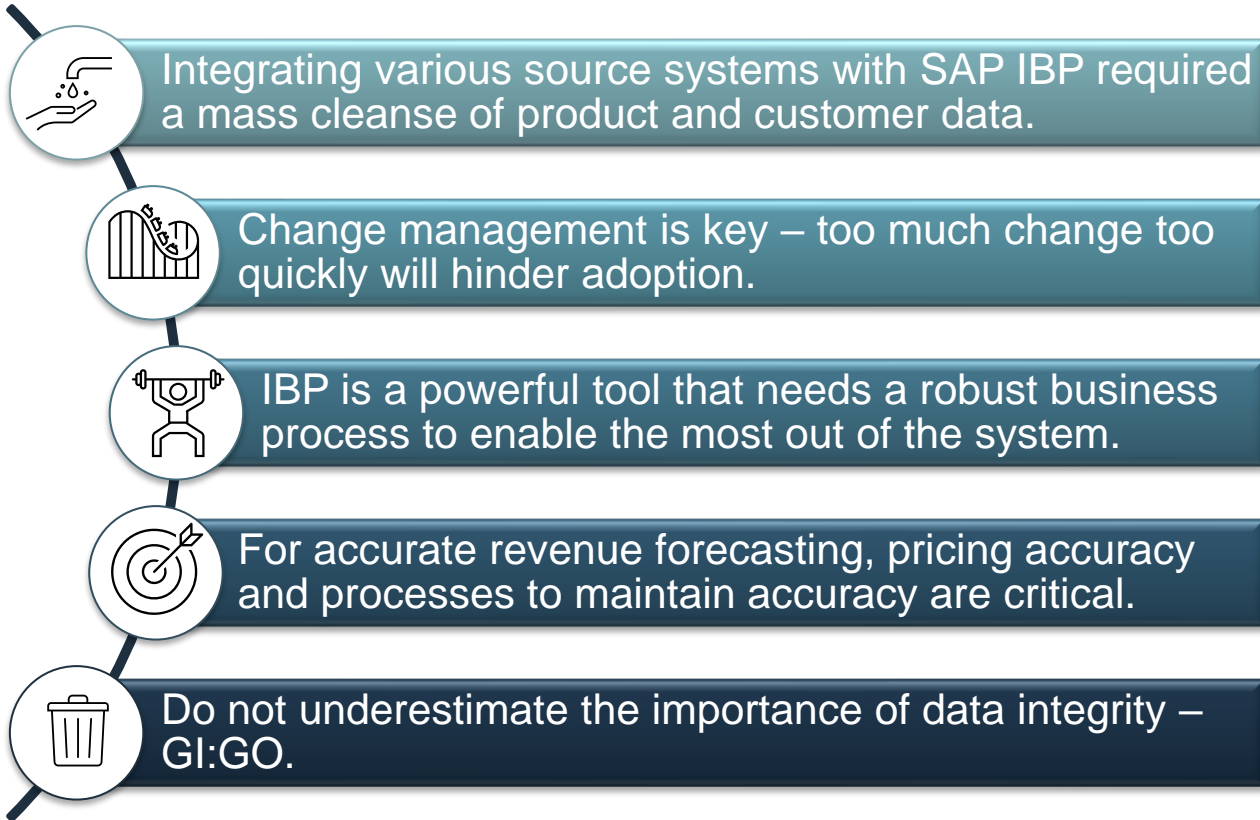 Integrating various source systems with SAP IBP required
a mass cleanse of product and customer data.
Change management is key – too much change too
quickly will hinder adoption.
IBP is a powerful tool that needs a robust business
process to enable the most out of the system.
For accurate revenue forecasting, pricing accuracy
and processes to maintain accuracy are critical.
Do not underestimate the importance of data integrity –
GI:GO.